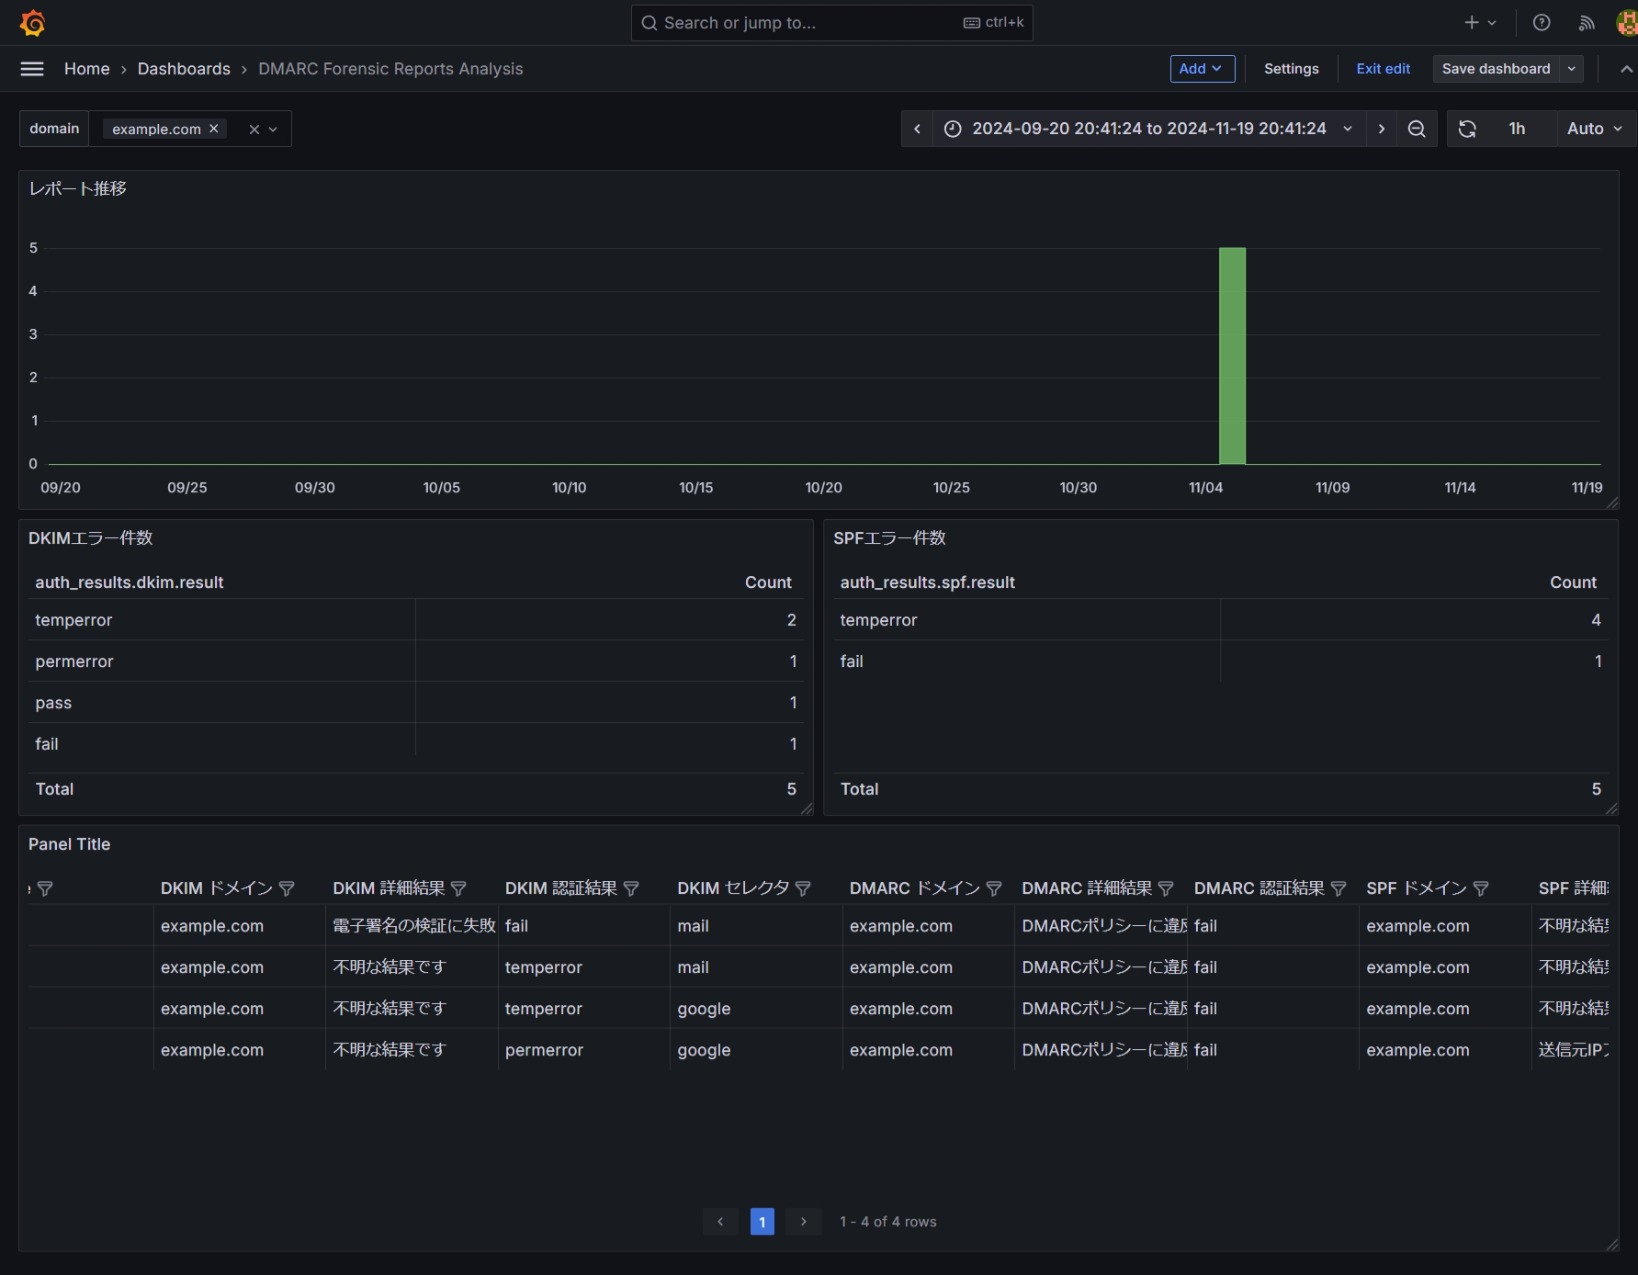 Search or jump to... ctrl+k
Home › Dashboards › DMARC Forensic Reports Analysis Add Settings Exit edit Save dashboard
domain example.com 2024-09-20 20:41:24 to 2024-11-19 20:41:24 1h Auto
レポート推移
5
4
3
2
1
0
09/20 09/25 09/30 10/05 10/10 10/15 10/20 10/25 10/30 11/04 11/09 11/14 11/19
DKIMエラー件数
auth_results.dkim.result Count
temperror 2
permerror 1
pass 1
fail 1
Total 5
SPFエラー件数
auth_results.spf.result Count
temperror 4
fail 1
Total 5
Panel Title
DKIM ドメイン DKIM 詳細結果 DKIM 認証結果 DKIM セレクタ DMARC ドメイン DMARC 詳細結果 DMARC 認証結果 SPF ドメイン SPF 詳細
example.com 電子署名の検証に失敗 fail mail example.com DMARCポリシーに違反 fail example.com 不明な結果
example.com 不明な結果です temperror mail example.com DMARCポリシーに違反 fail example.com 不明な結果
example.com 不明な結果です temperror google example.com DMARCポリシーに違反 fail example.com 不明な結果
example.com 不明な結果です permerror google example.com DMARCポリシーに違反 fail example.com 送信元IP
1 1 - 4 of 4 rows